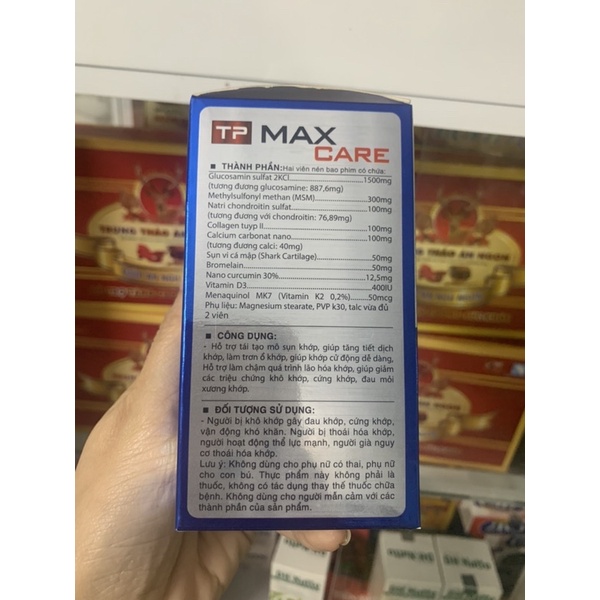 TP MAX
CARE
■ THÀNH PHẦN:Hai viên nén bao phim có chứa:
Glucosamin sulfat 2KCl....................1500mg
(tương đương glucosamine: 887,6mg)
Methylsulfonyl methan (MSM)....................300mg
Natri chondroitin sulfat....................100mg
(tương đương với chondroitin: 76,89mg)
Collagen tuyp II....................100mg
Calcium carbonat nano....................100mg
(tương đương calci: 40mg)
Sụn vi cá mập (Shark Cartilage)....................50mg
Bromelain....................50mg
Nano curcumin 30%....................12,5mg
Vitamin D3....................400IU
Menaquinol MK7 (Vitamin K2 0,2%)....................50mcg
Phụ liệu: Magnesium stearate, PVP k30, talc vừa đủ
2 viên
■ CÔNG DỤNG:
- Hỗ trợ tái tạo mô sụn khớp, giúp tăng tiết dịch
khớp, làm trơn ổ khớp, giúp khớp cử động dễ dàng,
Hỗ trợ làm chậm quá trình lão hóa khớp, giúp giảm
các triệu chứng khô khớp, cứng khớp, đau mỏi
xương khớp.
■ ĐỐI TƯỢNG SỬ DỤNG:
- Người bị khô khớp gây đau khớp, cứng khớp,
vận động khó khăn. Người bị thoái hóa khớp,
người hoạt động thể lực mạnh, người già nguy
cơ thoái hóa khớp.
Lưu ý: Không dùng cho phụ nữ có thai, phụ nữ
cho con bú. Thực phẩm này không phải là
thuốc, không có tác dụng thay thế thuốc chữa
bệnh. Không dùng cho người mẫn cảm với các
thành phần của sản phẩm.